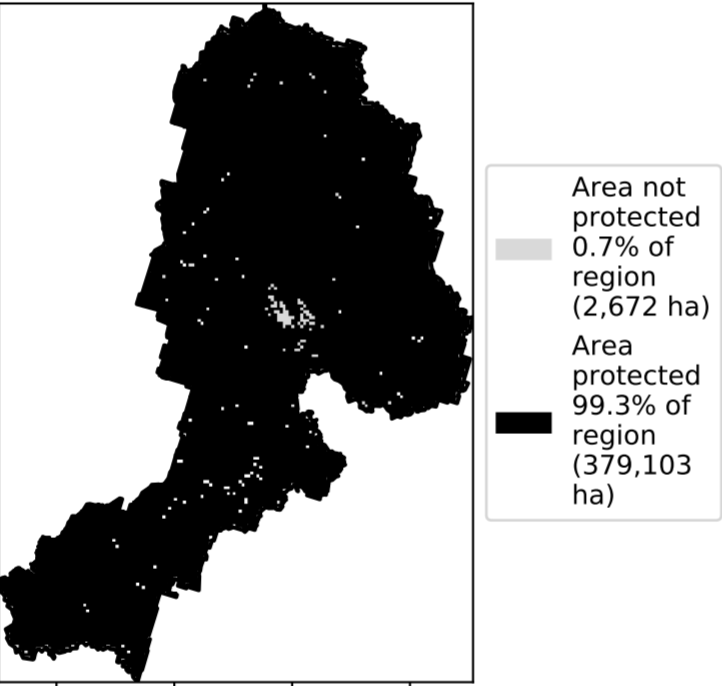 Area not
protected
0.7% of
region
(2,672 ha)
Area
protected
99.3% of
region
(379,103
ha)